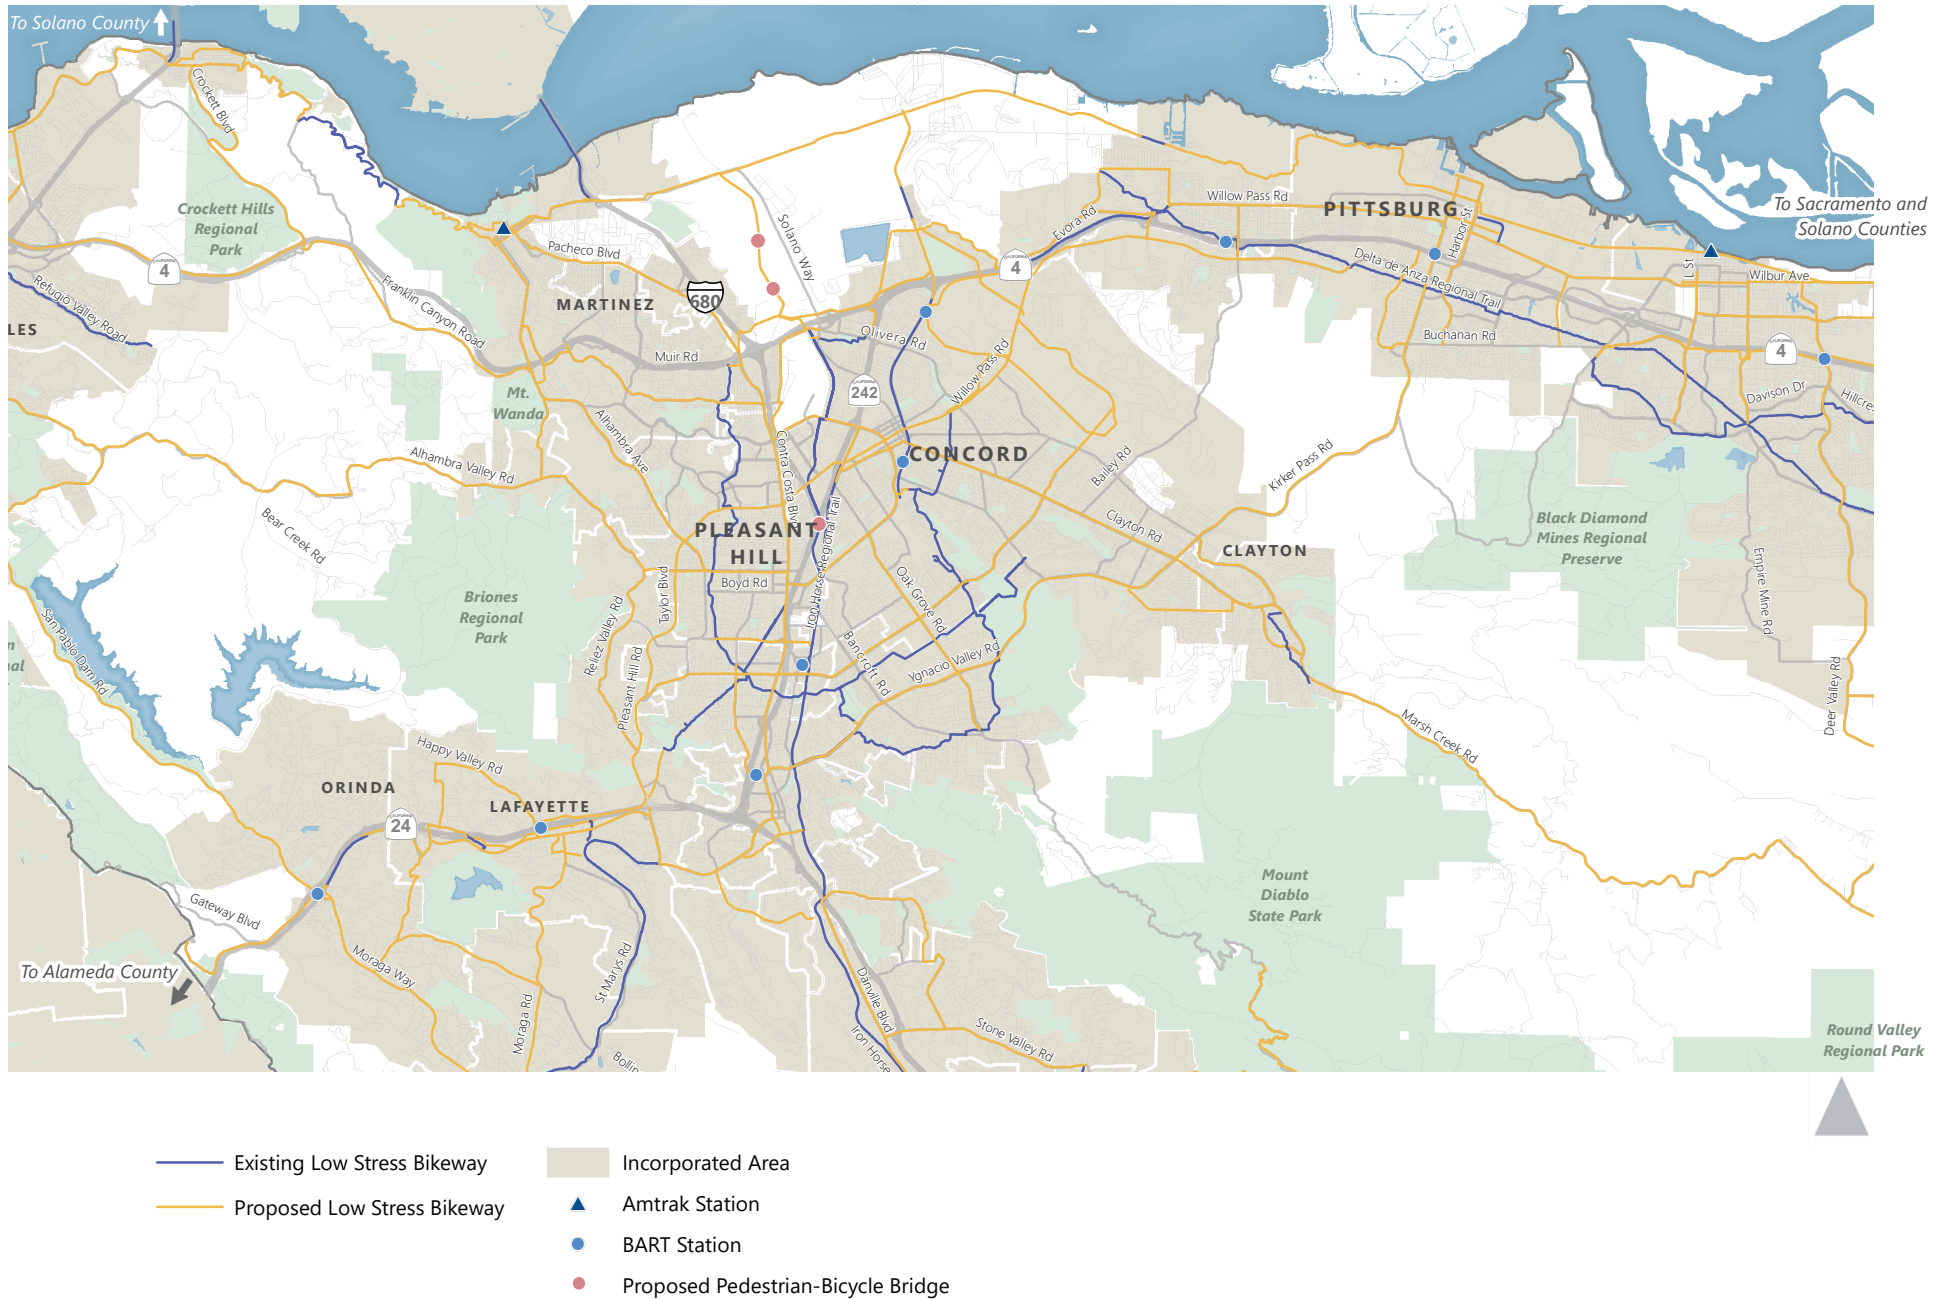 To Solano County
Crockett Blvd
Crockett Hills
Regional
Park
4
Refugio Valley Road
LES
Franklin Canyon Road
Pacheco Blvd
MARTINEZ
680
Solano Way
Muir Rd
Mt.
Wanda
Alhambra Ave
Alhambra Valley Rd
Bear Creek Rd
Olivera Rd
CALIFORNIA
242
Willow Pass Rd
Evora Rd
CALIFORNIA
4
Willow Pass Rd
PITTSBURG
Harbor St
To Sacramento and
Solano Counties
Delta de Anza Regional Trail
L St
Wilbur Ave
Buchanan Rd
CALIFORNIA
4
Davison Dr
Hillcre
CONCORD
Contra Costa Blvd
Bailey Rd
Kirker Pass Rd
Clayton Rd
CLAYTON
PLEASANT
HILL
Iron Horse Regional Trail
Boyd Rd
Taylor Blvd
Reliez Valley Rd
Pleasant Hill Rd
Oak Grove Rd
Bancroft Rd
Ygnacio Valley Rd
Black Diamond
Mines Regional
Preserve
Empire Mine Rd
Deer Valley Rd
Marsh Creek Rd
Briones
Regional
Park
San Pablo Dam Rd
n
nal
Happy Valley Rd
ORINDA
LAFAYETTE
CALIFORNIA
24
Gateway Blvd
To Alameda County
Moraga Way
Moraga Rd
St Marys Rd
Bollin
Danville Blvd
Iron Horse
Stone Valley Rd
Mount
Diablo
State Park
Round Valley
Regional Park
Existing Low Stress Bikeway
Proposed Low Stress Bikeway
Incorporated Area
Amtrak Station
BART Station
Proposed Pedestrian-Bicycle Bridge